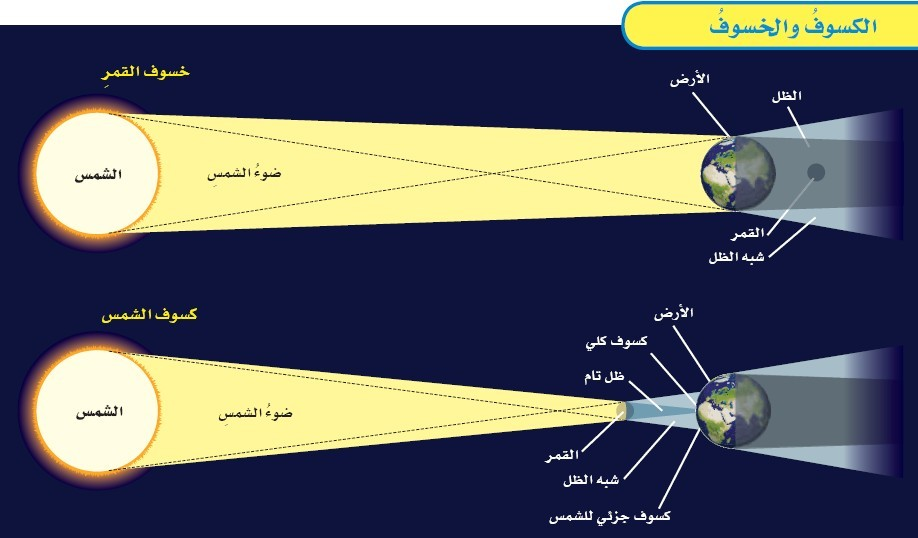 الكسوفُ والخسوفُ
خسوف القمرِ
الأرض
الظل
الشمس
ضوءُ الشمسِ
القمر
شبه الظل
كسوف الشمس
الأرض
كسوف كلي
ظل تام
الشمس
ضوءُ الشمسِ
القمر
شبه الظل
كسوف جزئي للشمس